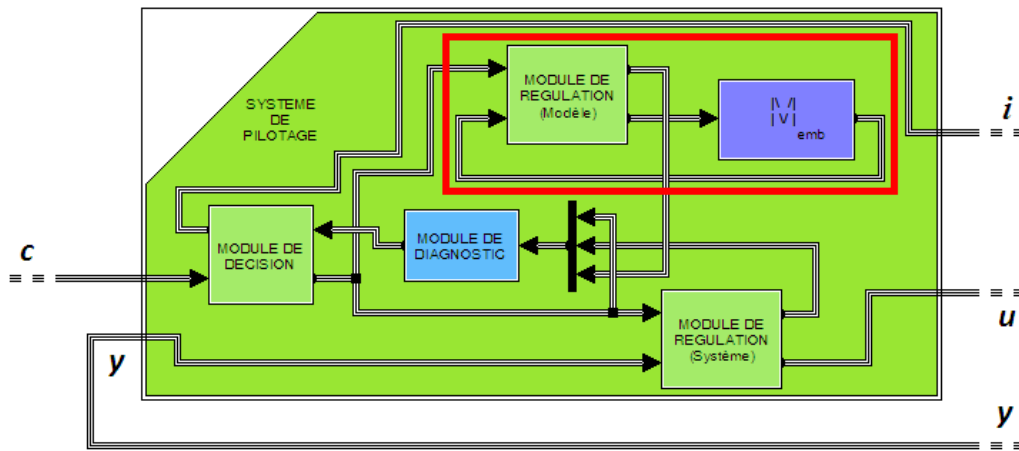 SYSTEME
DE
PILOTAGE
MODULE DE
REGULATION
(Modèle)
|\ /|
| V |
emb
i
MODULE DE
DECISION
MODULE DE
DIAGNOSTIC
c
MODULE DE
REGULATION
(Système)
u
y
y